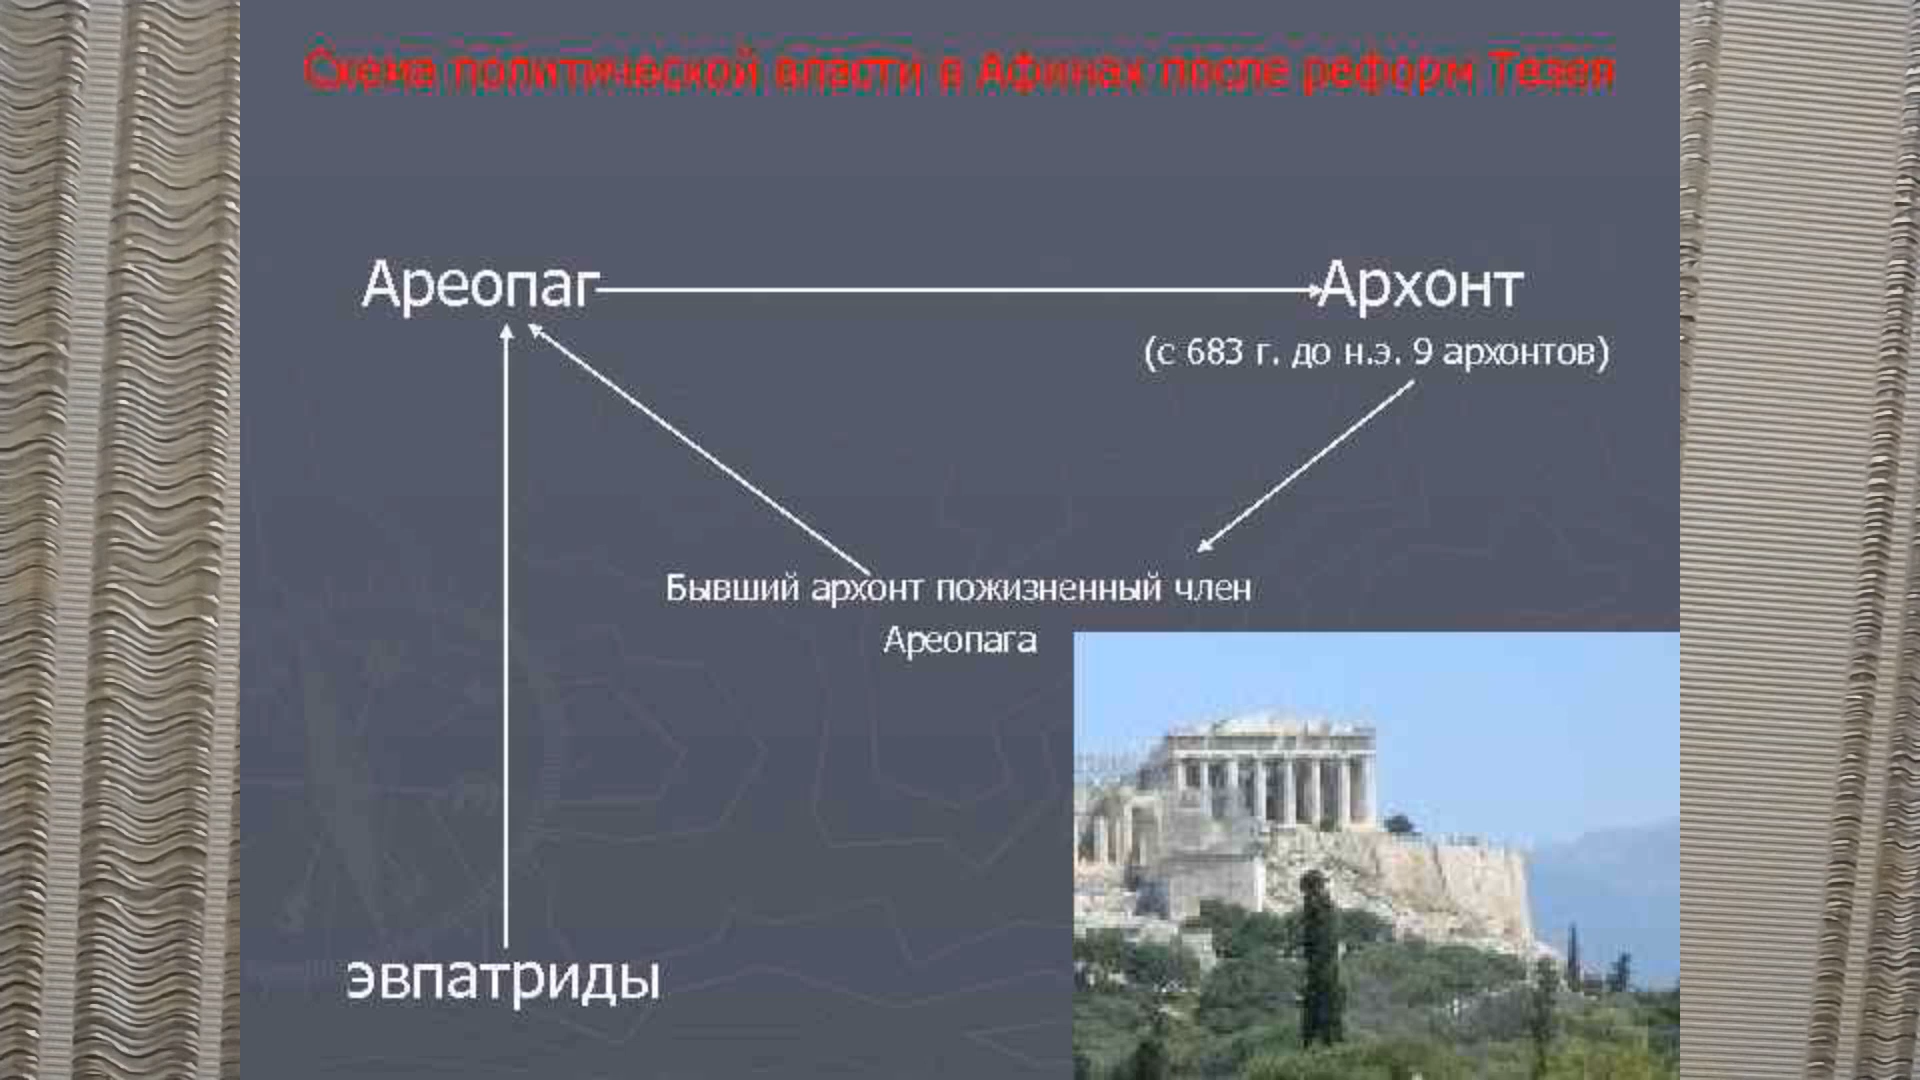 Схема политической власти в Афинах после реформ Тезея
Ареопаг
Архонт
(с 683 г. до н.э. 9 архонтов)
Бывший архонт пожизненный член
Ареопага
эвпатриды